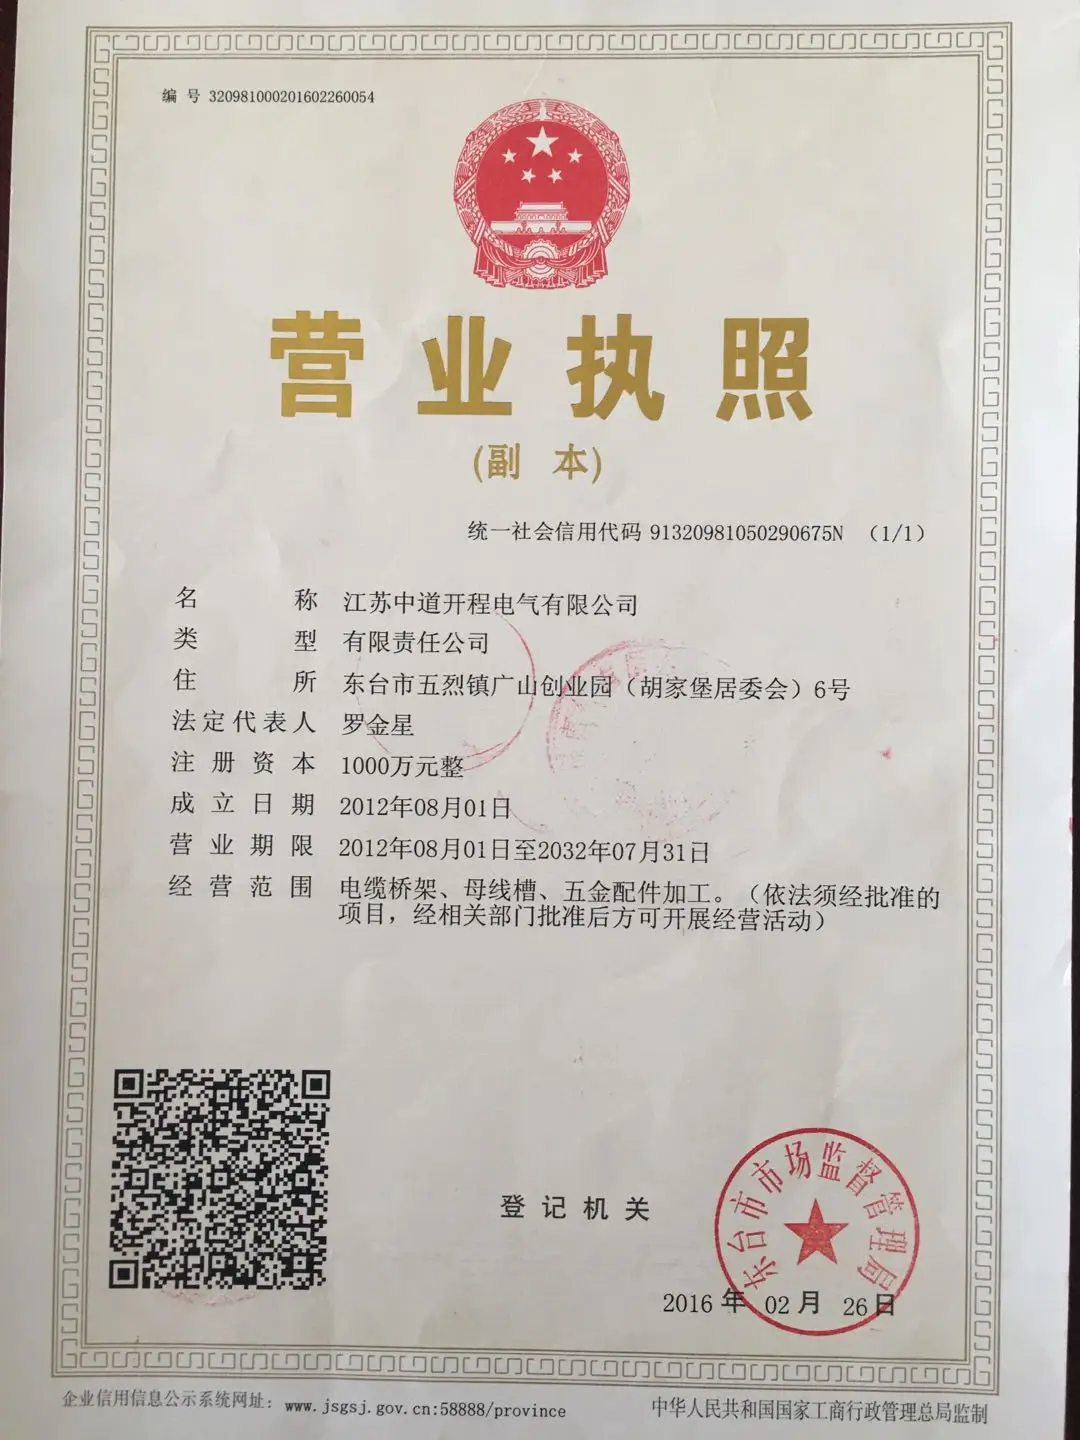 编 号 320981000201602260054
营业执照
(副 本)
统一社会信用代码 91320981050290675N （1/1）
名 称 江苏中道开程电气有限公司
类 型 有限责任公司
住 所 东台市五烈镇广山创业园（胡家堡居委会）6号
法定代表人 罗金星
注 册 资 本 1000万元整
成 立 日 期 2012年08月01日
营 业 期 限 2012年08月01日至2032年07月31日
经 营 范 围 电缆桥架、母线槽、五金配件加工。（依法须经批准的
项目，经相关部门批准后方可开展经营活动）
登 记 机 关
东台市市场监督管理局
2016 年 02 月 26 日
企业信用信息公示系统网址： www.jsgsj.gov.cn:58888/province
中华人民共和国国家工商行政管理总局监制